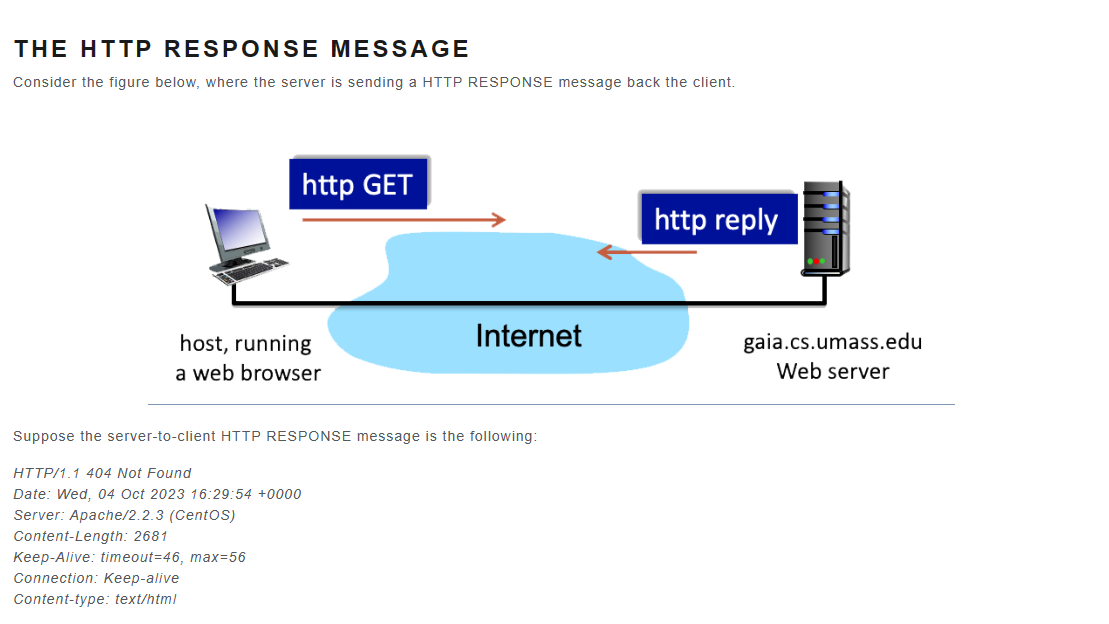 THE HTTP RESPONSE MESSAGE
Consider the figure below, where the server is sending a HTTP RESPONSE message back the client.
http GET
http reply
Internet
host, running
a web browser
gaia.cs.umass.edu
Web server
Suppose the server-to-client HTTP RESPONSE message is the following:
HTTP/1.1 404 Not Found
Date: Wed, 04 Oct 2023 16:29:54 +0000
Server: Apache/2.2.3 (CentOS)
Content-Length: 2681
Keep-Alive: timeout=46, max=56
Connection: Keep-alive
Content-type: text/html